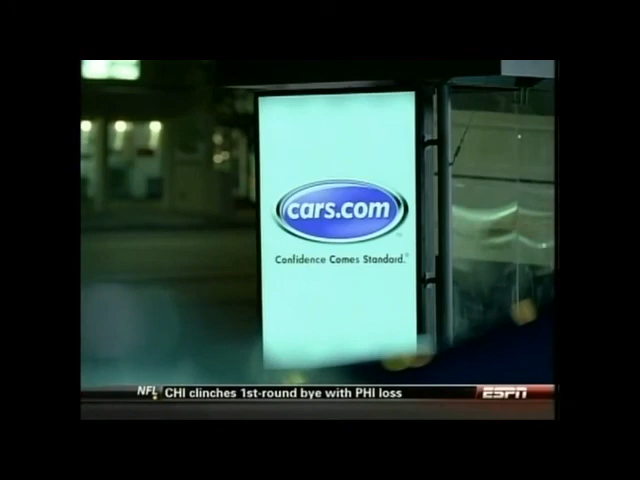 cars.com
Confidence Comes Standard.®
NFL CHI clinches 1st-round bye with PHI loss ESPN